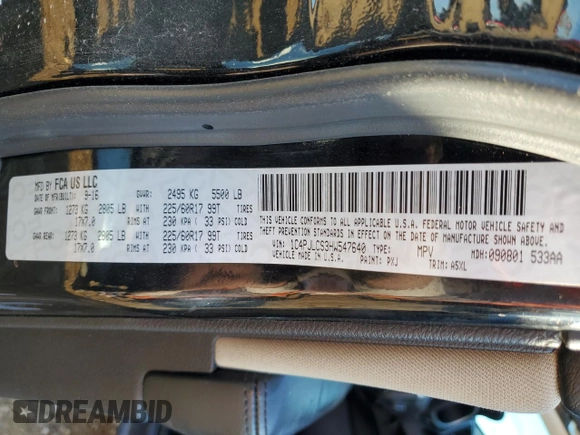 MFD BY FCA US LLC
DATE OF MFR(BUILT): 9-16 GVWR: 2495 KG 5500 LB
GAWR FRONT: 1273 KG 2805 LB WITH 225/60R17 99T TIRES
17X7.0 RIMS AT 230 KPA ( 33 PSI) COLD
GAWR REAR: 1273 KG 2805 LB WITH 225/60R17 99T TIRES
17X7.0 RIMS AT 230 KPA ( 33 PSI) COLD
THIS VEHICLE CONFORMS TO ALL APPLICABLE U.S.A. FEDERAL MOTOR VEHICLE SAFETY, BUMPER AND
THEFT PREVENTION STANDARDS IN EFFECT ON THE DATE OF MANUFACTURE SHOWN ABOVE.
VIN: 1C4PJLCS3HW547640 TYPE: MPV MDH: 090801 533AA
VEHICLE MADE IN U.S.A. PAINT: PXJ TRIM: A5XL
DREAMBID